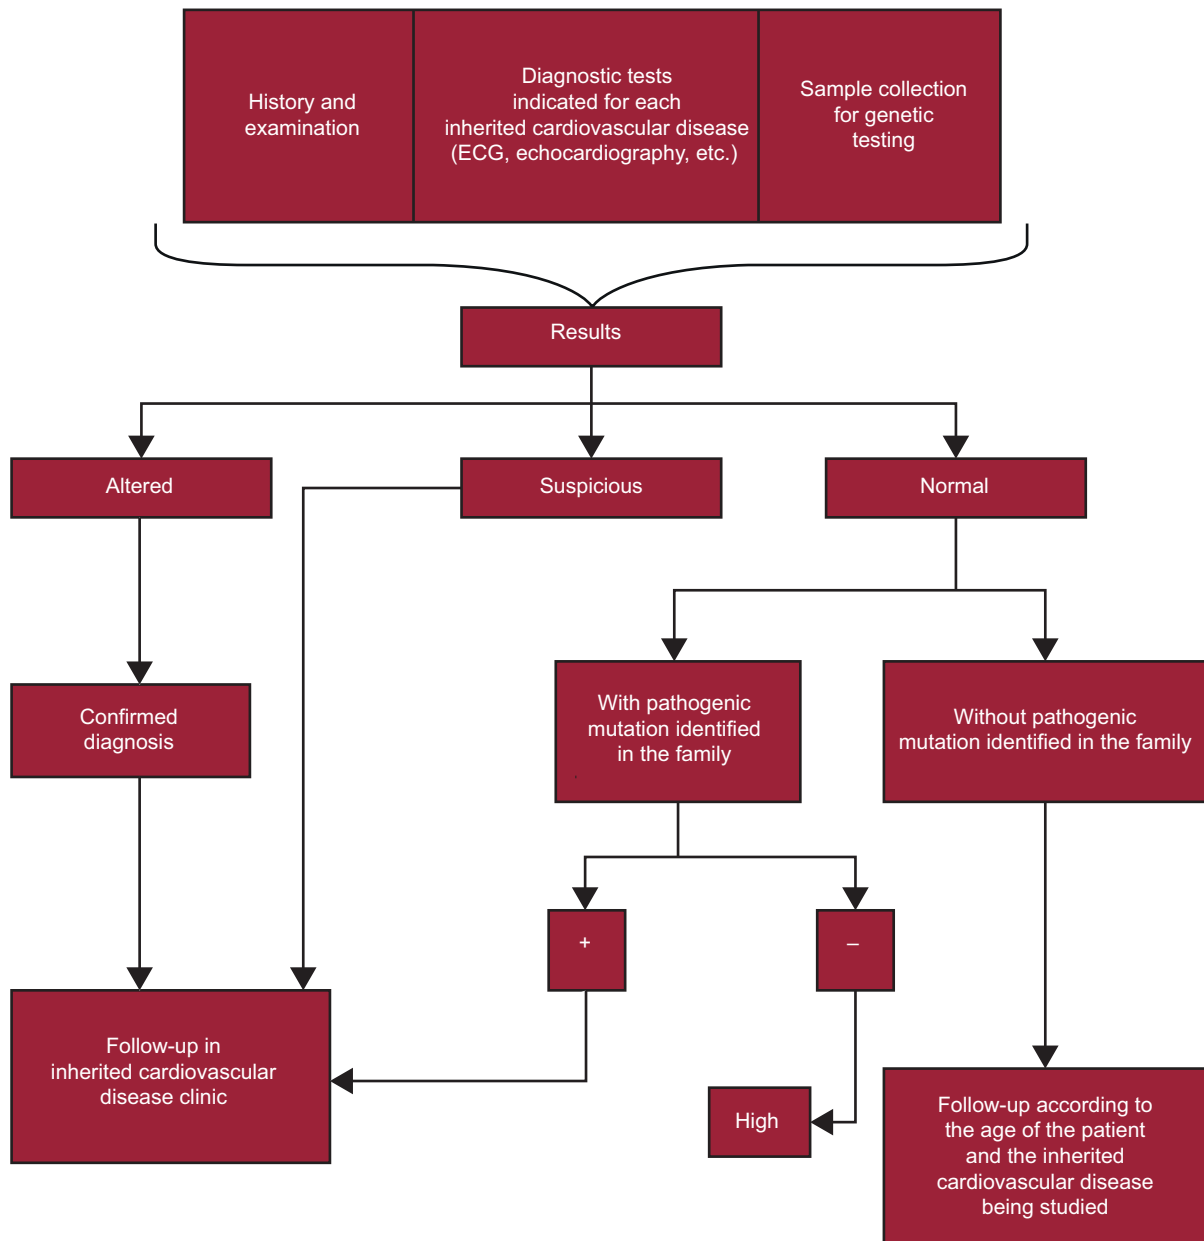 History and
examination
Diagnostic tests
indicated for each
inherited cardiovascular disease
(ECG, echocardiography, etc.)
Sample collection
for genetic
testing
Results
Altered
Suspicious
Normal
Confirmed
diagnosis
With pathogenic
mutation identified
in the family
Without pathogenic
mutation identified in the family
+
–
Follow-up in
inherited cardiovascular
disease clinic
High
Follow-up according to
the age of the patient
and the inherited
cardiovascular disease
being studied